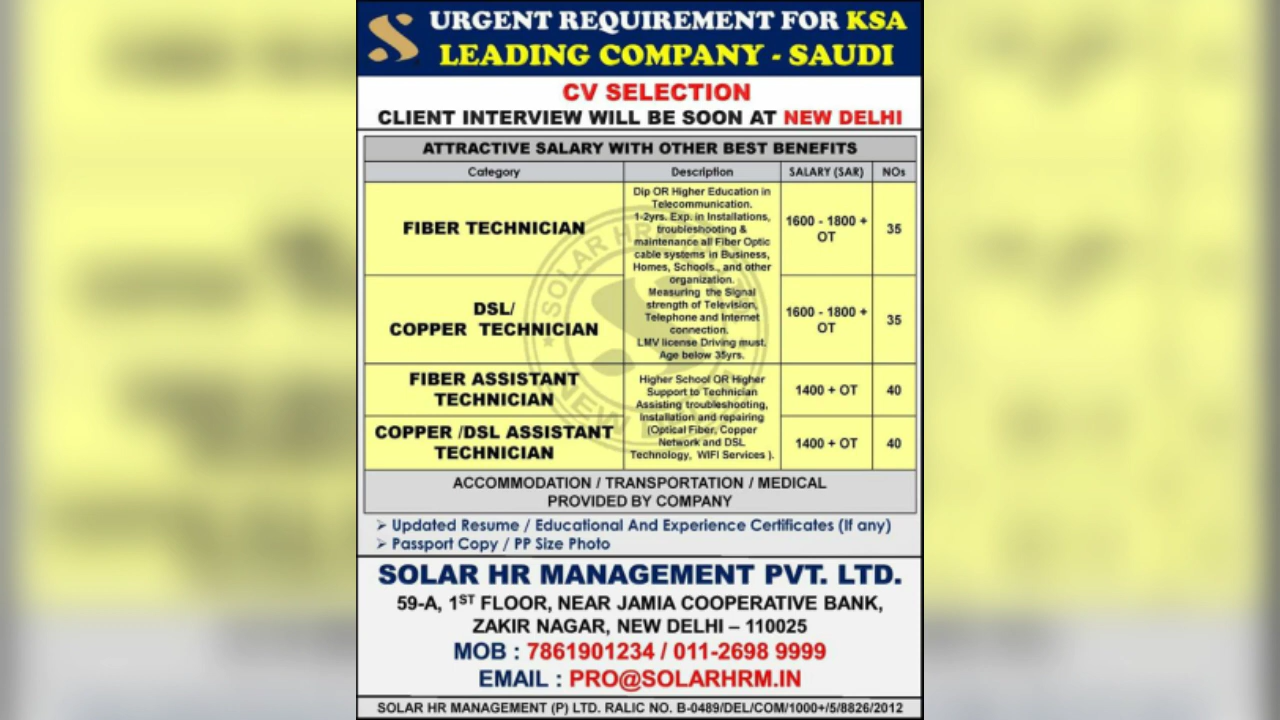 URGENT REQUIREMENT FOR KSA
LEADING COMPANY - SAUDI
CV SELECTION
CLIENT INTERVIEW WILL BE SOON AT NEW DELHI
ATTRACTIVE SALARY WITH OTHER BEST BENEFITS
Category Description SALARY (SAR) NOs
FIBER TECHNICIAN
Dip OR Higher Education in
Telecommunication.
1-2yrs. Exp. in Installations,
troubleshooting &
maintenance all Fiber Optic
cable systems in Business,
Homes, Schools., and other
organization.
Measuring the Signal
strength of Television,
Telephone and Internet
connection.
LMV license Driving must.
Age below 35yrs.
1600 - 1800 +
OT
35
DSL/
COPPER TECHNICIAN
1600 - 1800 +
OT
35
FIBER ASSISTANT
TECHNICIAN
Higher School OR Higher
Support to Technician
Assisting troubleshooting,
Installation and repairing
(Optical Fiber, Copper
Network and DSL
Technology, WIFI Services ).
1400 + OT
40
COPPER /DSL ASSISTANT
TECHNICIAN
1400 + OT
40
ACCOMMODATION / TRANSPORTATION / MEDICAL
PROVIDED BY COMPANY
➢ Updated Resume / Educational And Experience Certificates (If any)
➢ Passport Copy / PP Size Photo
SOLAR HR MANAGEMENT PVT. LTD.
59-A, 1ST FLOOR, NEAR JAMIA COOPERATIVE BANK,
ZAKIR NAGAR, NEW DELHI – 110025
MOB : 7861901234 / 011-2698 9999
EMAIL : PRO@SOLARHRM.IN
SOLAR HR MANAGEMENT (P) LTD. RALIC NO. B-0489/DEL/COM/1000+/5/8826/2012